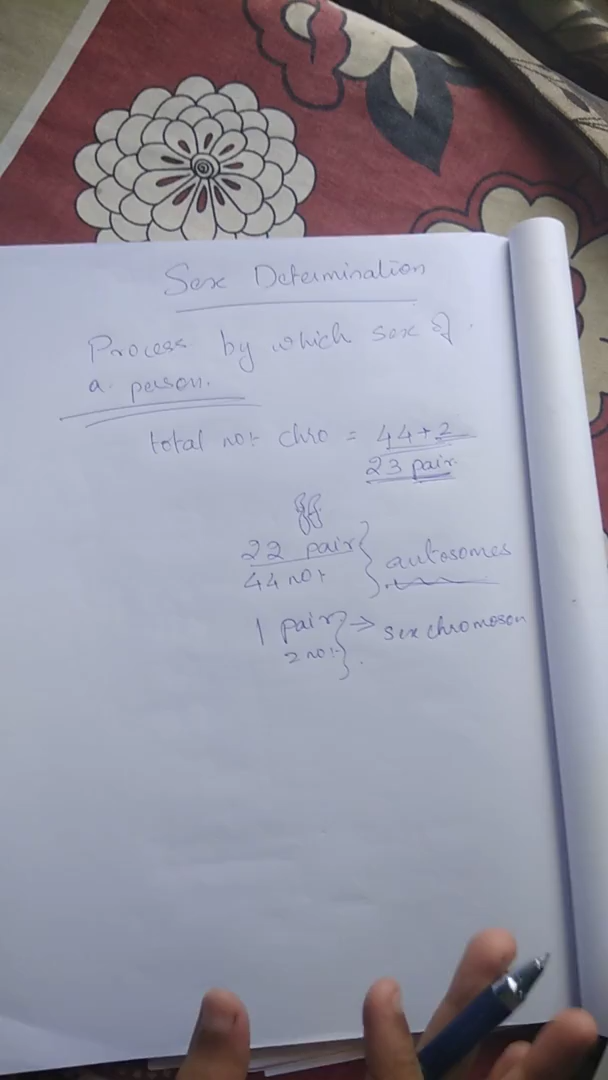 Sex Determination
Process by which sex of
a person.
total no: chro = 44+2
23 pair
22 pair
44 no: } autosomes
1 pair } → sex chromoson
2 no: